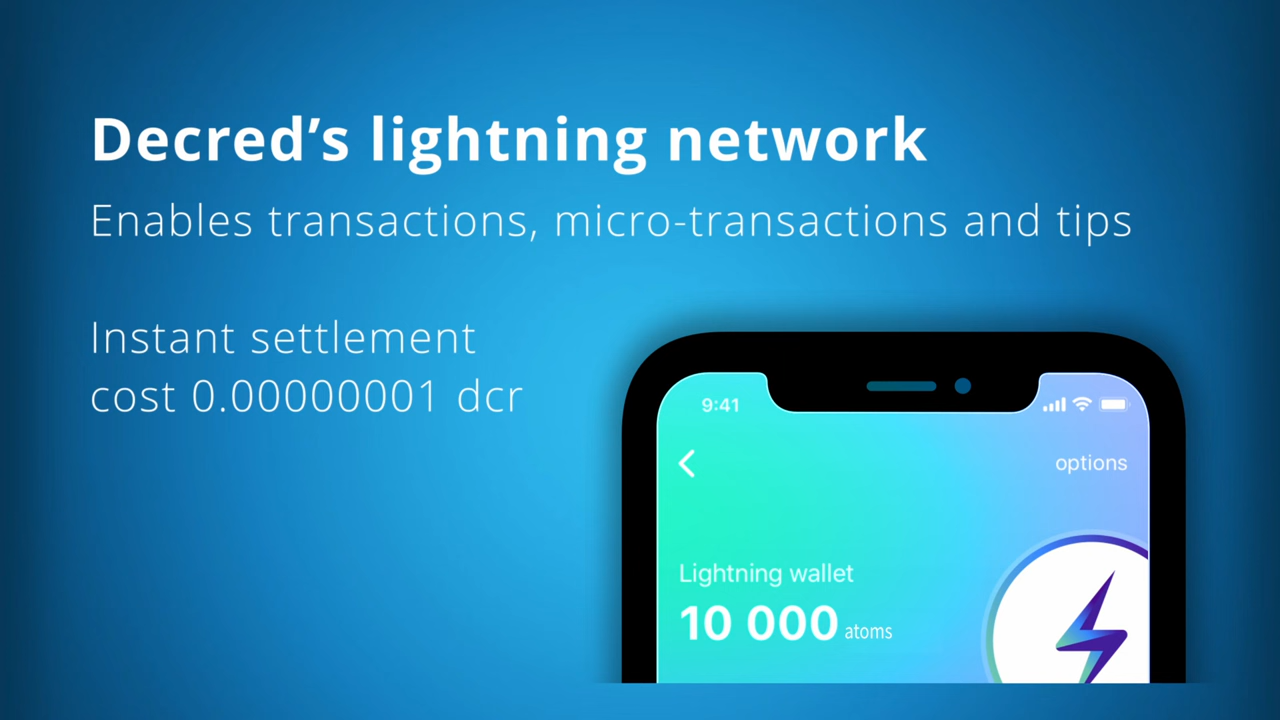 Decred’s lightning network
Enables transactions, micro-transactions and tips
Instant settlement
cost 0.00000001 dcr
9:41
options
Lightning wallet
10 000 atoms